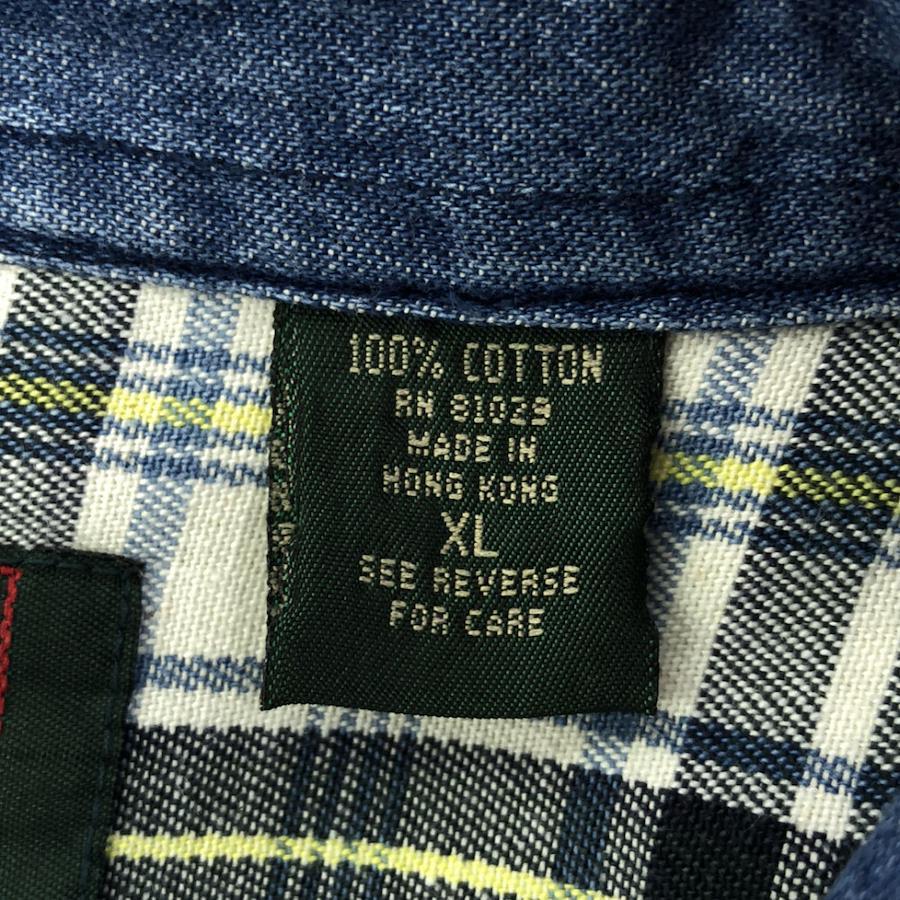 100% COTTON
RN 81029
MADE IN
HONG KONG
XL
SEE REVERSE
FOR CARE